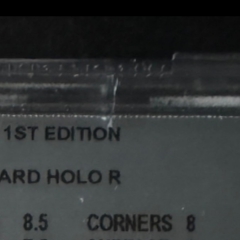 1ST EDITION
ARD HOLO R
8.5 CORNERS 8